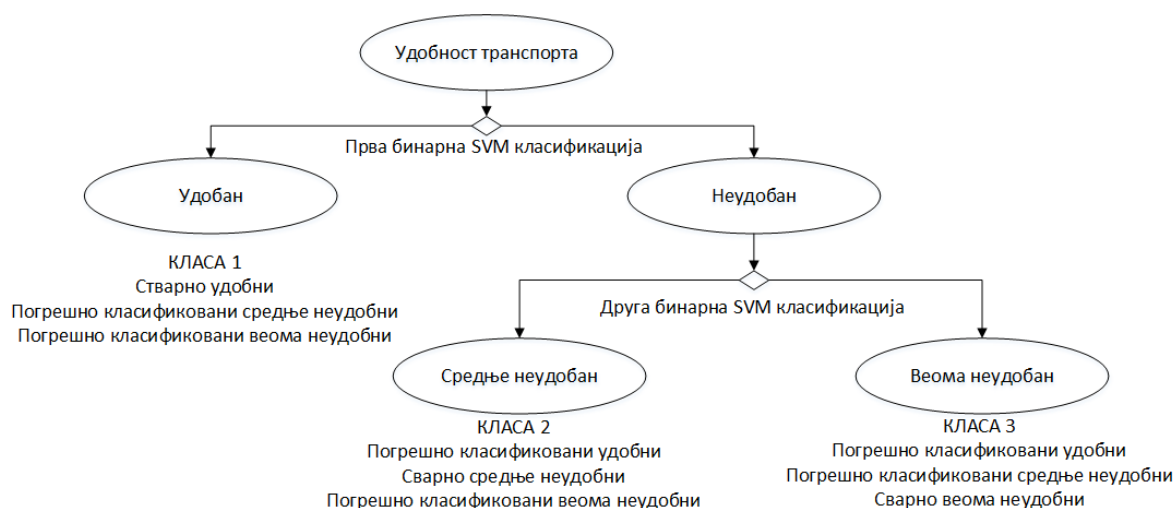 Удобност транспорта
Прва бинарна SVM класификација
Удобан
Неудобан
КЛАСА 1
Стварно удобни
Погрешно класификовани средње неудобни
Погрешно класификовани веома неудобни
Друга бинарна SVM класификација
Средње неудобан
Веома неудобан
КЛАСА 2
Погрешно класификовани удобни
Сварно средње неудобни
Погрешно класификовани веома неудобни
КЛАСА 3
Погрешно класификовани удобни
Погрешно класификовани средње неудобни
Сварно веома неудобни